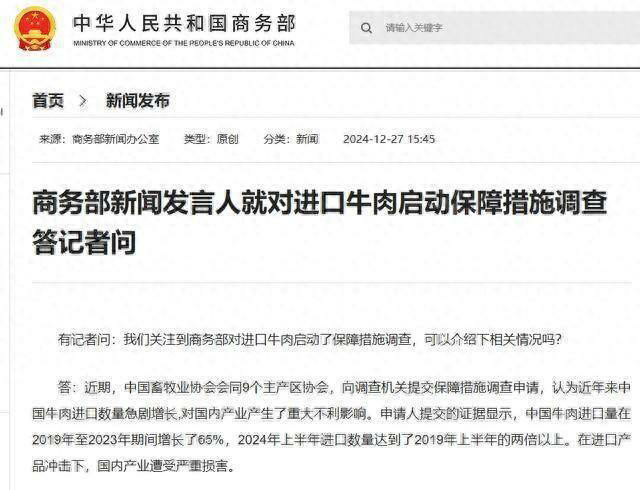 中华人民共和国商务部
MINISTRY OF COMMERCE OF THE PEOPLE'S REPUBLIC OF CHINA
请输入关键字
首页 > 新闻发布
来源：商务部新闻办公室 类型：原创 分类：新闻 2024-12-27 15:45
商务部新闻发言人就对进口牛肉启动保障措施调查
答记者问
有记者问：我们关注到商务部对进口牛肉启动了保障措施调查，可以介绍下相关情况吗？
答：近期，中国畜牧业协会会同9个主产区协会，向调查机关提交保障措施调查申请，认为近年来中
国牛肉进口数量急剧增长,对国内产业产生了重大不利影响。申请人提交的证据显示，中国牛肉进口量在
2019年至2023年期间增长了65%，2024年上半年进口数量达到了2019年上半年的两倍以上。在进口产
品冲击下，国内产业遭受严重损害。